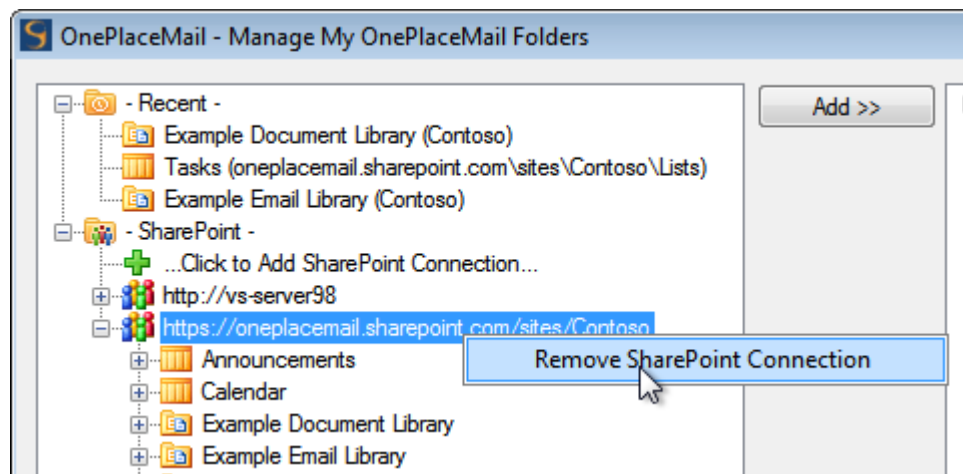 OnePlaceMail - Manage My OnePlaceMail Folders
- Recent -
Add >>
Example Document Library (Contoso)
Tasks (oneplacemail.sharepoint.com\sites\Contoso\Lists)
Example Email Library (Contoso)
- SharePoint -
...Click to Add SharePoint Connection...
http://vs-server98
https://oneplacemail.sharepoint.com/sites/Contoso
Announcements
Remove SharePoint Connection
Calendar
Example Document Library
Example Email Library